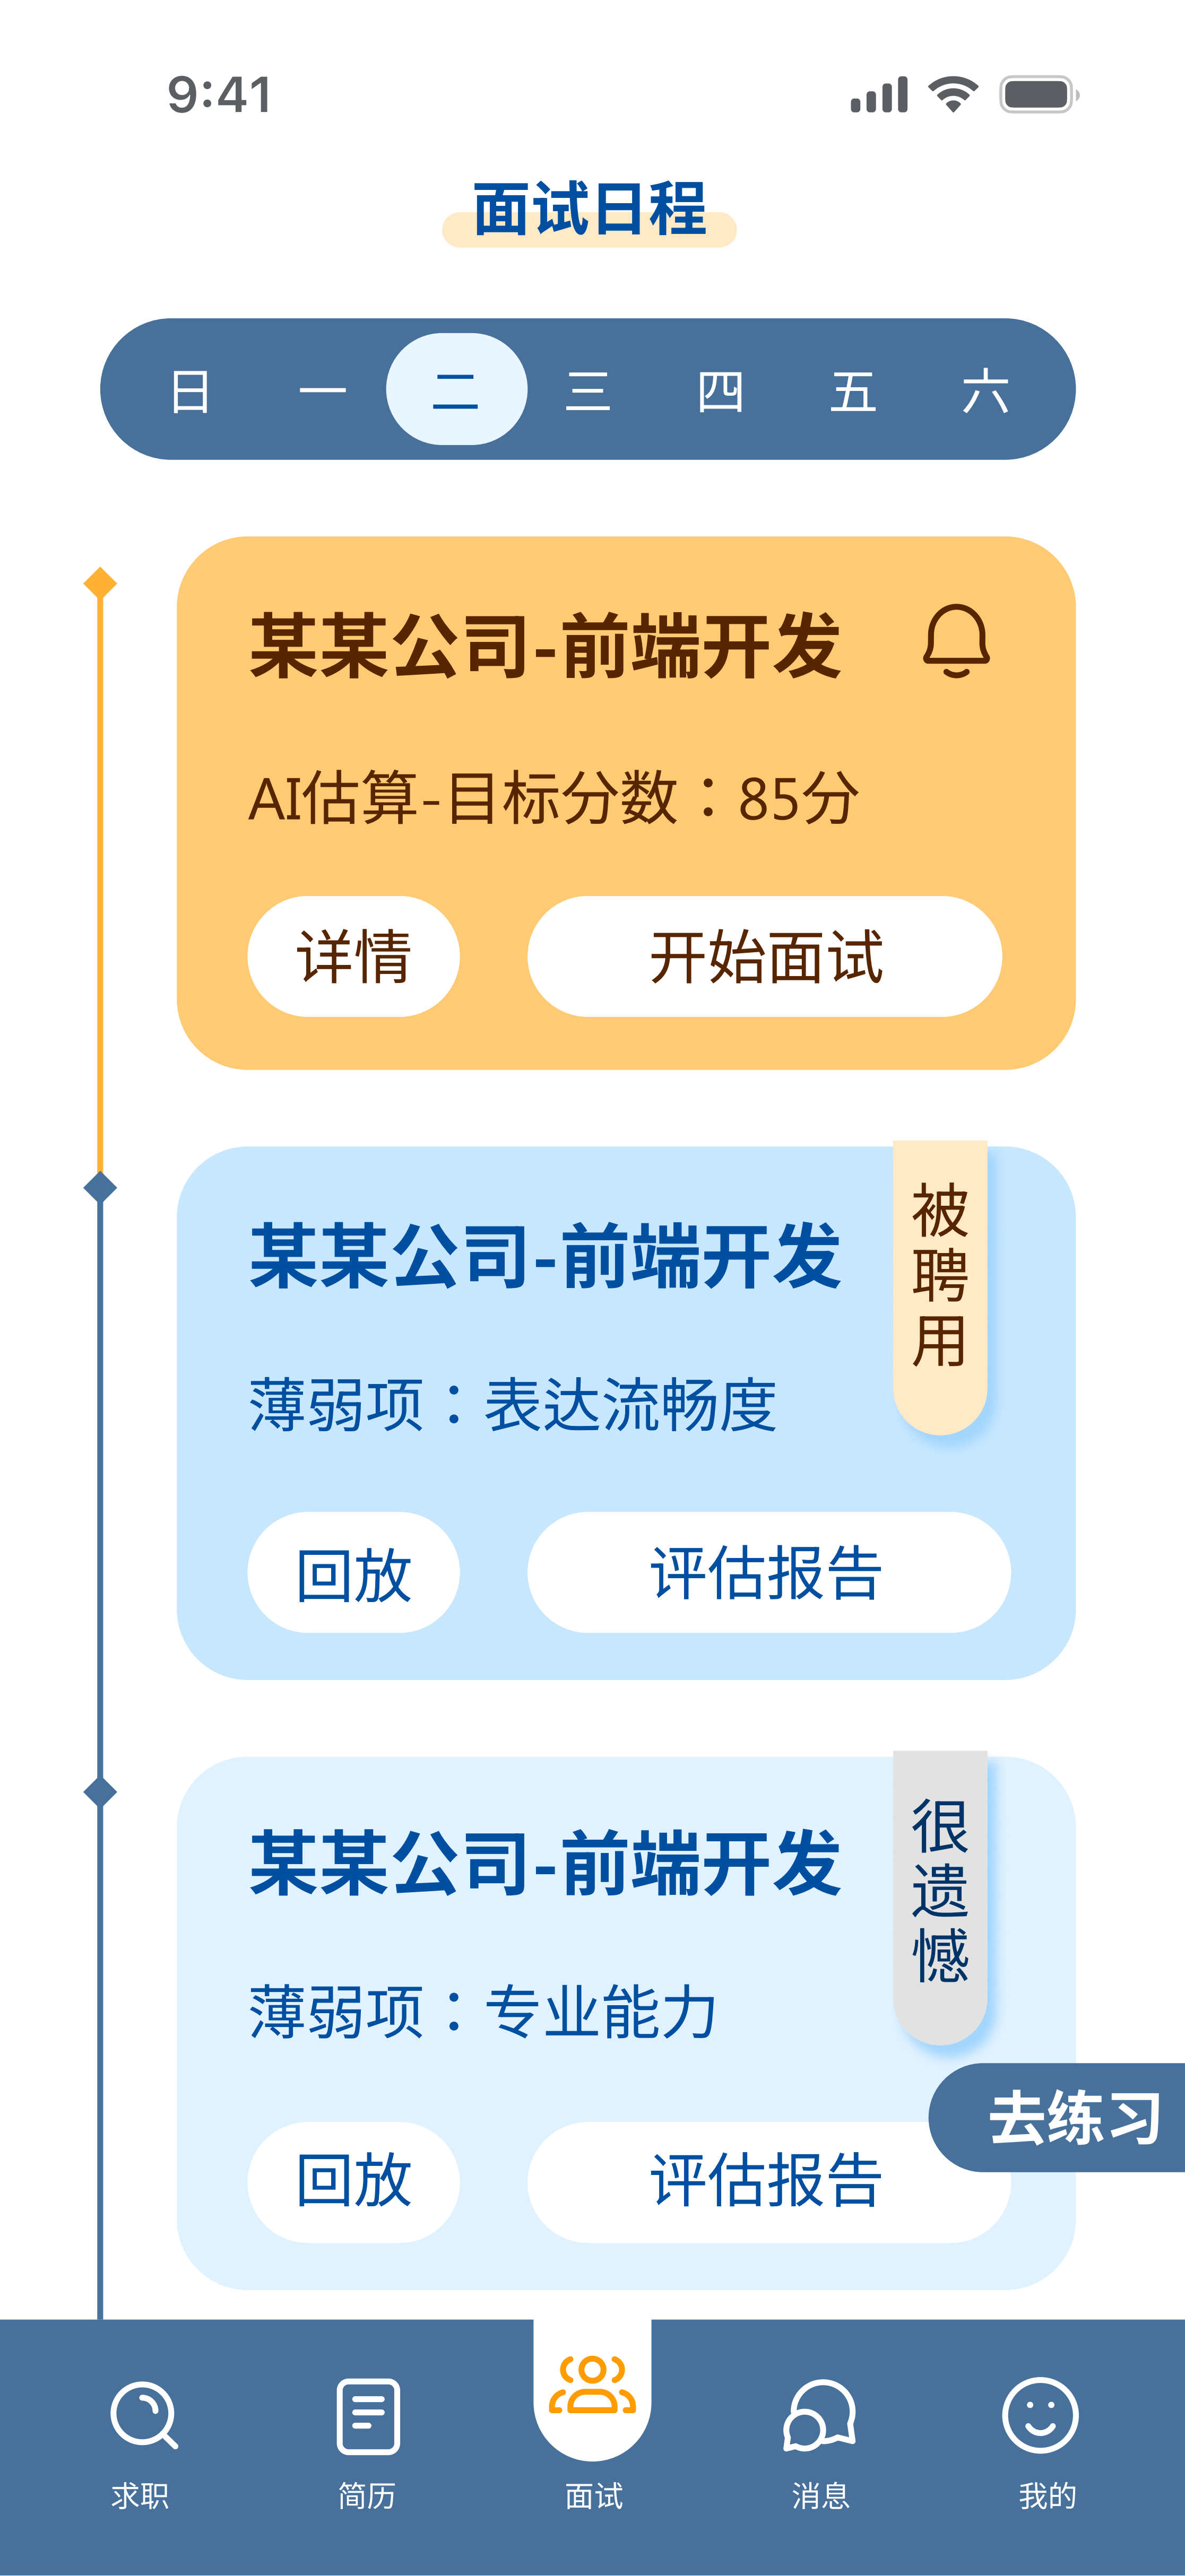 9:41
面试日程
日 一 二 三 四 五 六
某某公司-前端开发
AI估算-目标分数：85分
详情 开始面试
某某公司-前端开发
被聘用
薄弱项：表达流畅度
回放 评估报告
某某公司-前端开发
很遗憾
薄弱项：专业能力
去练习
回放 评估报告
求职 简历 面试 消息 我的